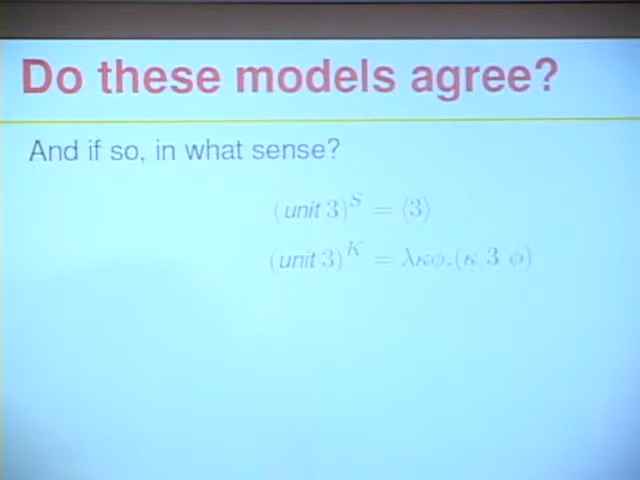 Do these models agree?
And if so, in what sense?
(unit 3)^S = ⟨3⟩
(unit 3)^K = λκϕ.(κ 3 ϕ)